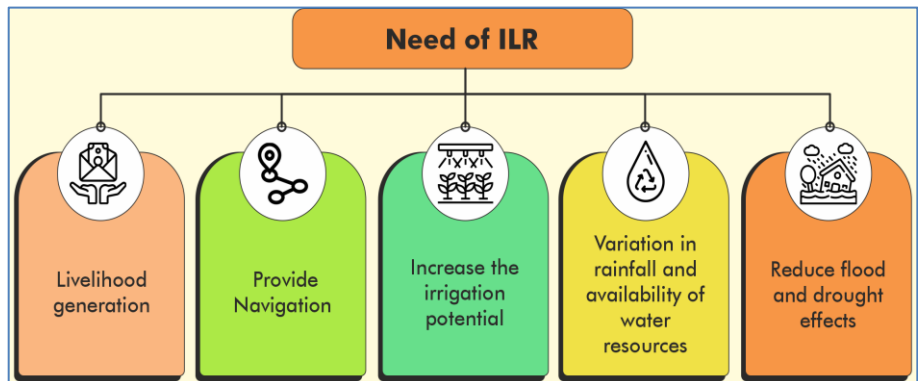 Need of ILR
Livelihood
generation
Provide
Navigation
Increase the
irrigation
potential
Variation in
rainfall and
availability of
water
resources
Reduce flood
and drought
effects